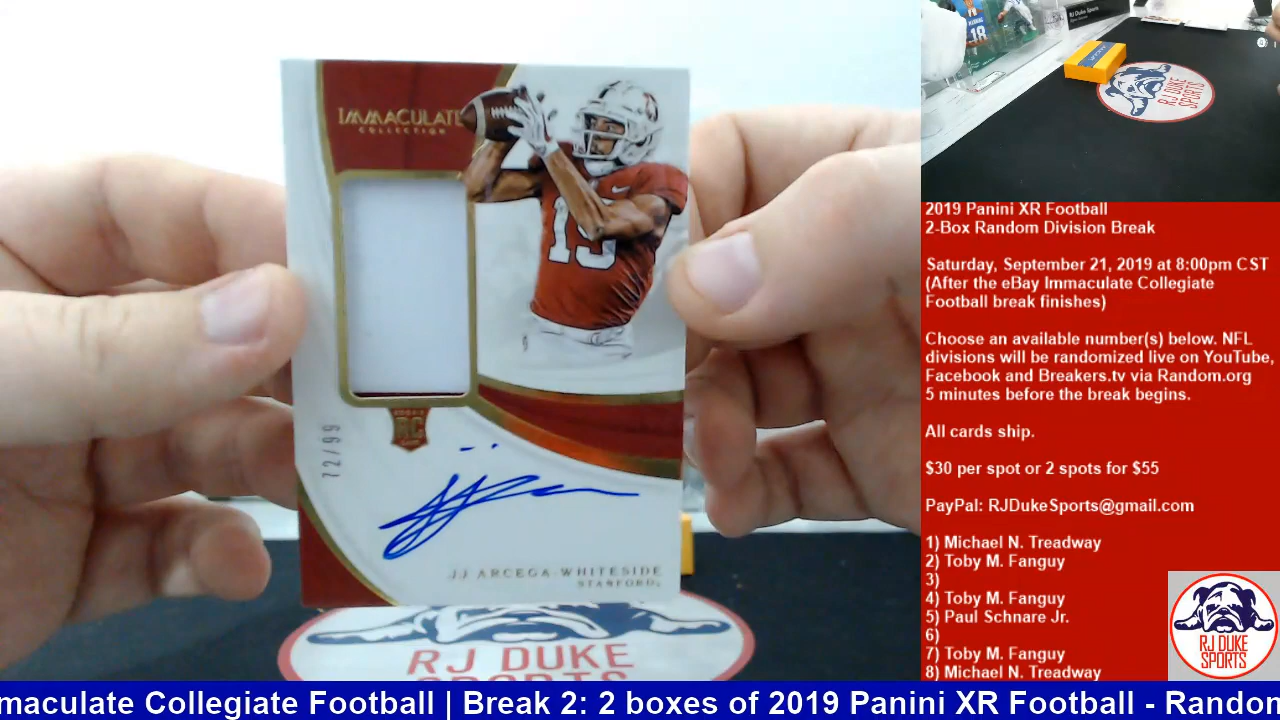 IMMACULATE
COLLECTION
19
RC
72/99
JJ ARCEGA-WHITESIDE
STANFORD
RJ DUKE
SPORTS
18
RJ DUKE
SPORTS
2019 Panini XR Football
2-Box Random Division Break
Saturday, September 21, 2019 at 8:00pm CST
(After the eBay Immaculate Collegiate
Football break finishes)
Choose an available number(s) below. NFL
divisions will be randomized live on YouTube,
Facebook and Breakers.tv via Random.org
5 minutes before the break begins.
All cards ship.
$30 per spot or 2 spots for $55
PayPal: RJDukeSports@gmail.com
1) Michael N. Treadway
2) Toby M. Fanguy
3)
4) Toby M. Fanguy
5) Paul Schnare Jr.
6)
7) Toby M. Fanguy
8) Michael N. Treadway
RJ DUKE
SPORTS
maculate Collegiate Football | Break 2: 2 boxes of 2019 Panini XR Football - Random